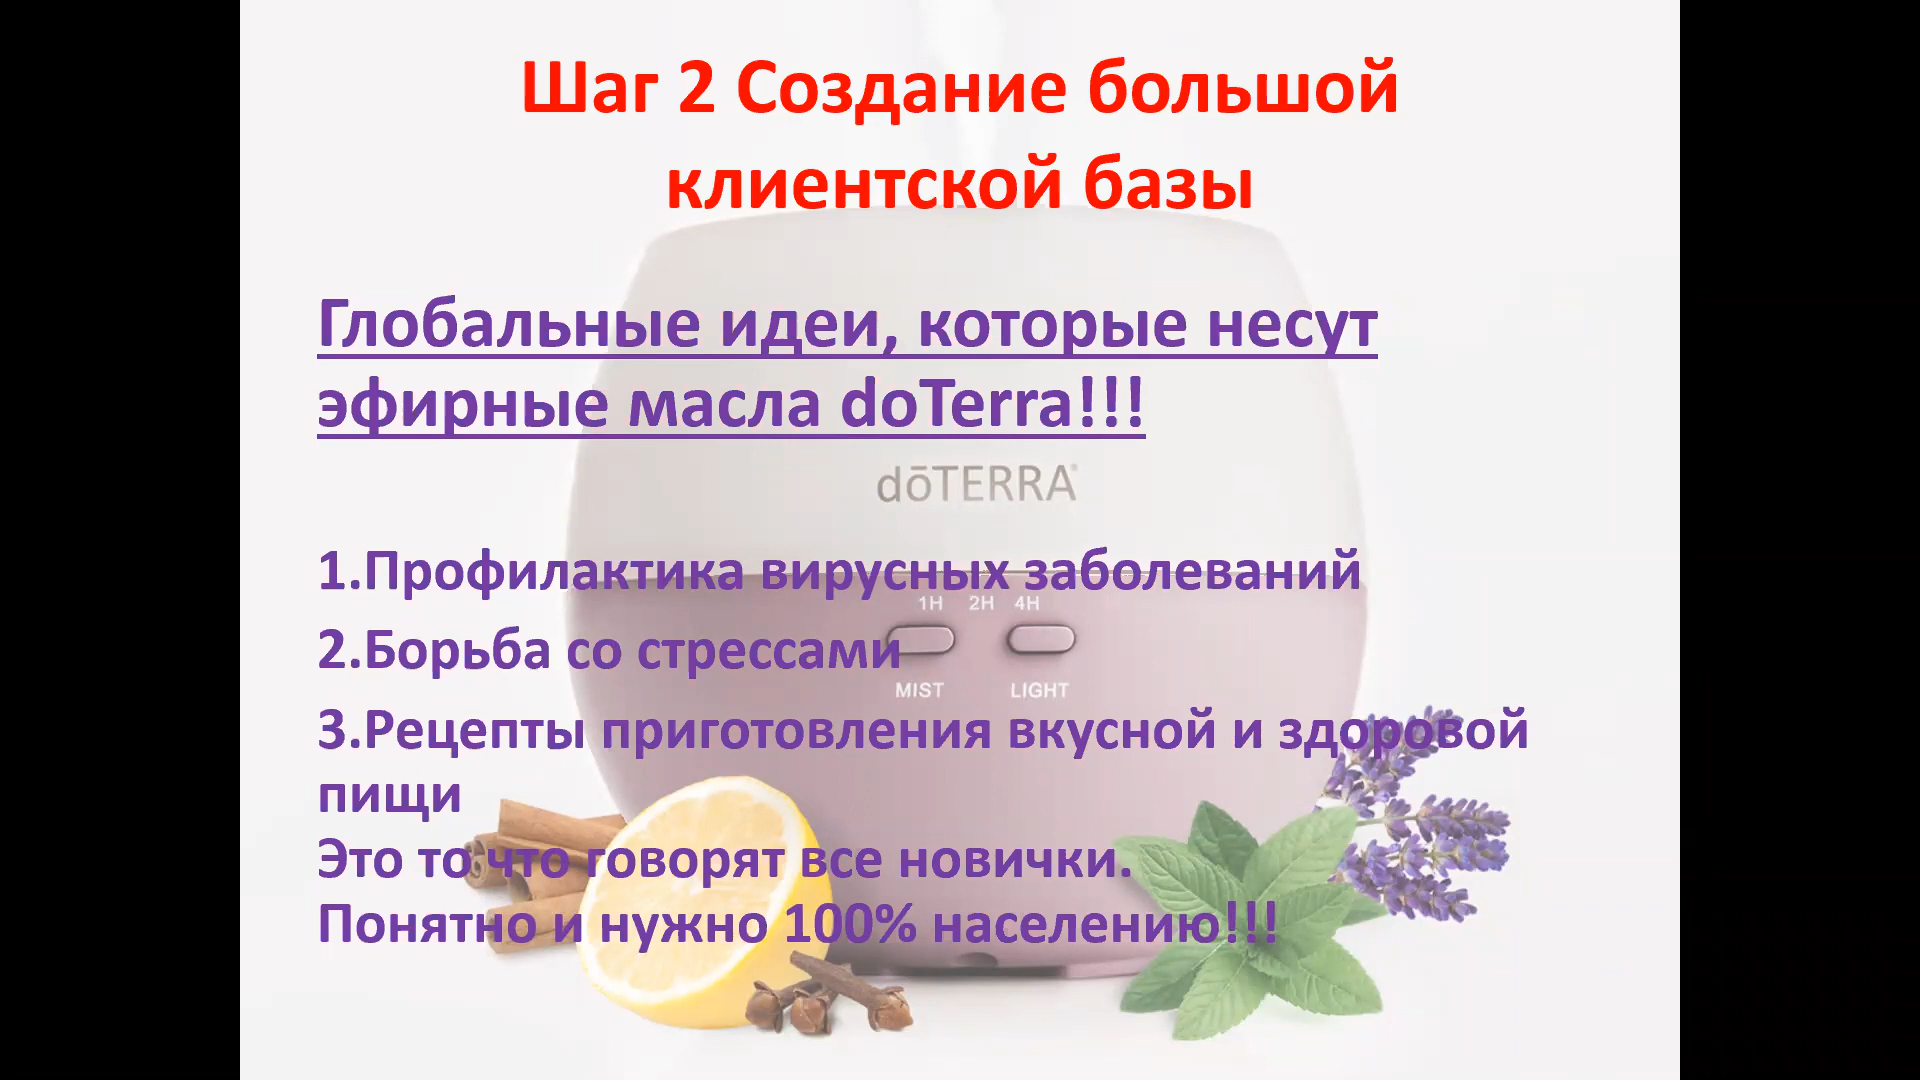 Шаг 2 Создание большой
клиентской базы
Глобальные идеи, которые несут
эфирные масла doTerra!!!
dōTERRA®
1.Профилактика вирусных заболеваний
1H 2H 4H
2.Борьба со стрессами
MIST LIGHT
3.Рецепты приготовления вкусной и здоровой
пищи
Это то что говорят все новички.
Понятно и нужно 100% населению!!!